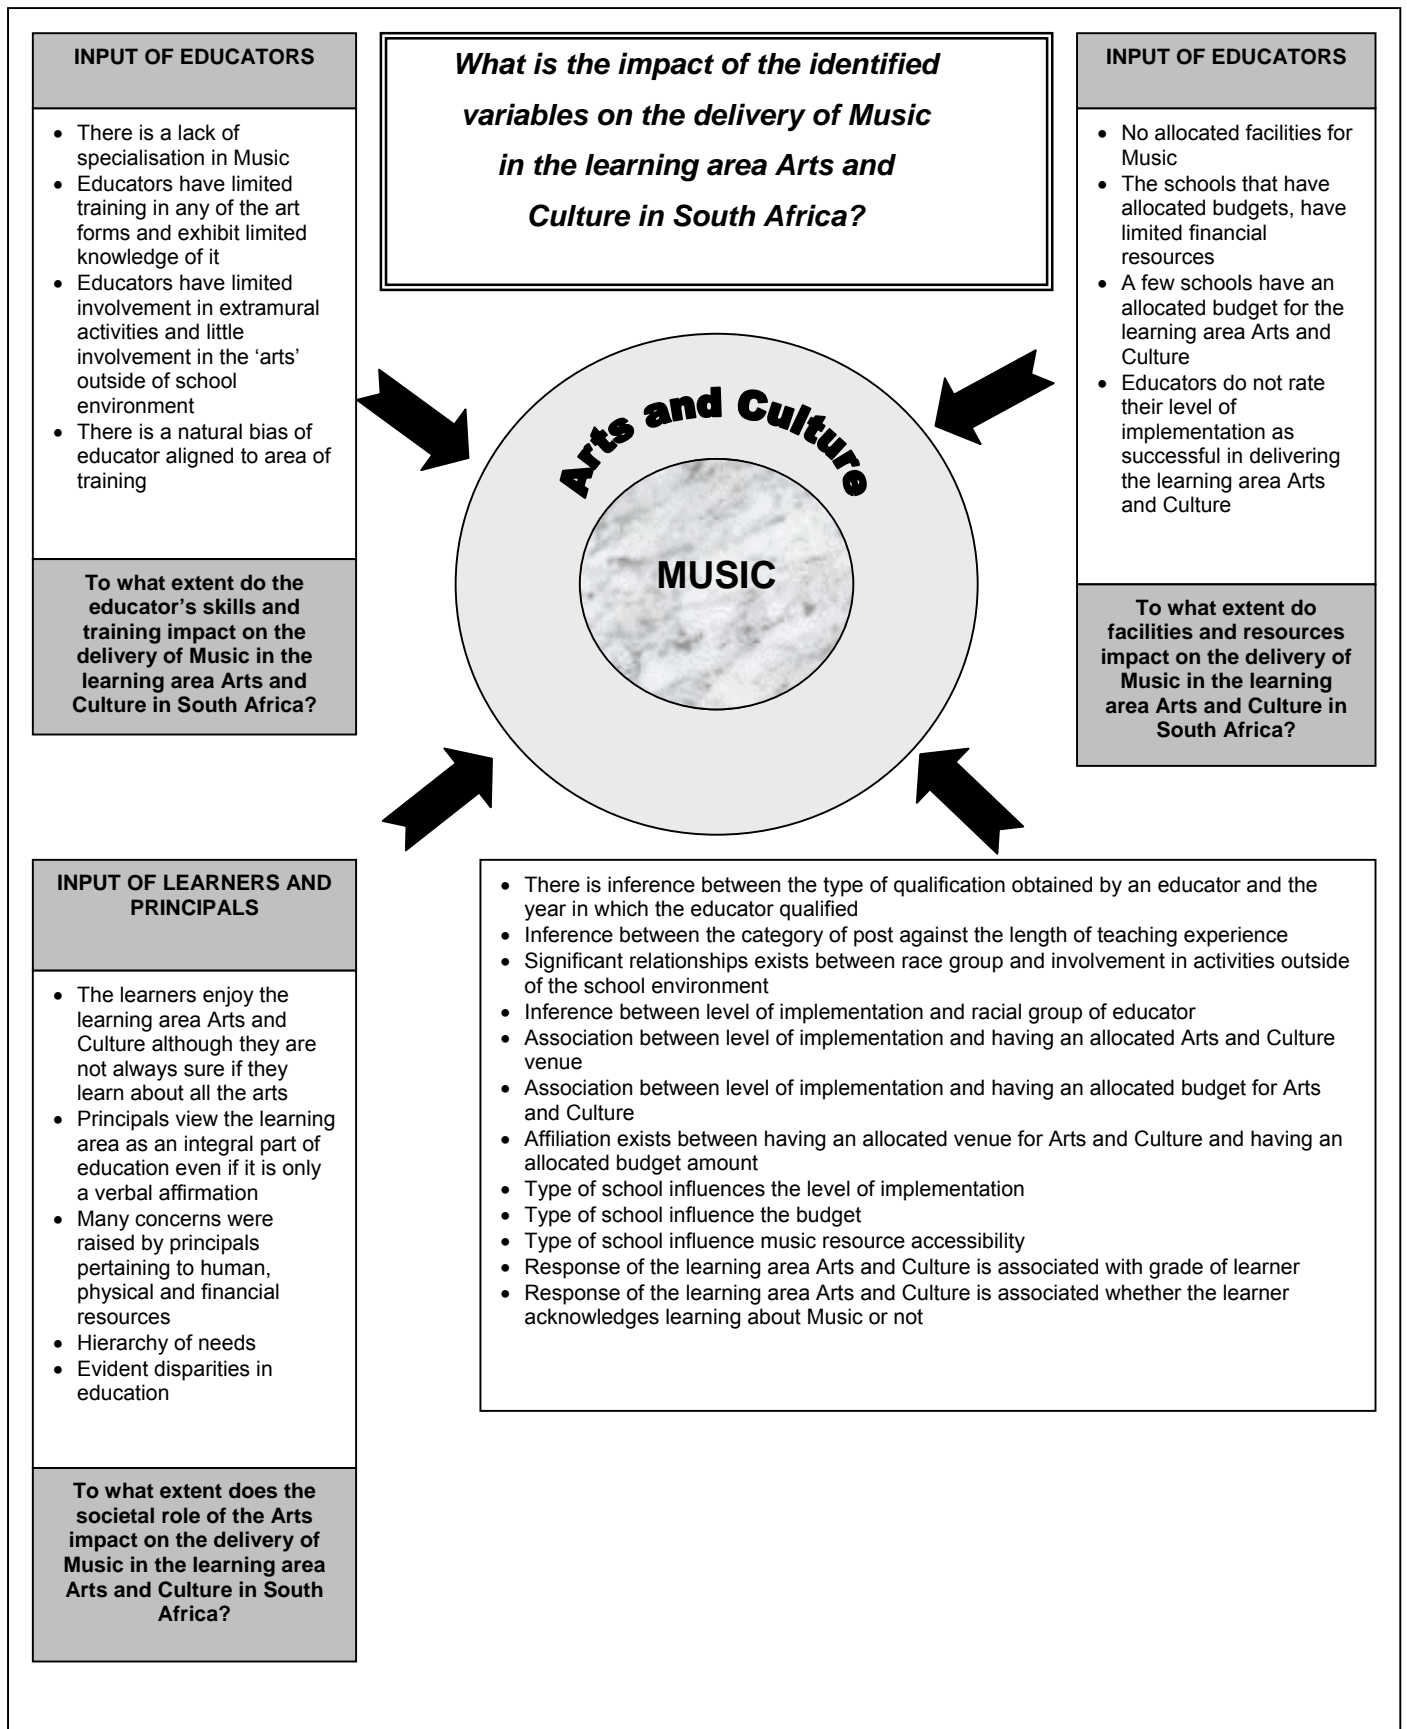 INPUT OF EDUCATORS
• There is a lack of
specialisation in Music
• Educators have limited
training in any of the art
forms and exhibit limited
knowledge of it
• Educators have limited
involvement in extramural
activities and little
involvement in the ‘arts’
outside of school
environment
• There is a natural bias of
educator aligned to area of
training
To what extent do the
educator’s skills and
training impact on the
delivery of Music in the
learning area Arts and
Culture in South Africa?
What is the impact of the identified
variables on the delivery of Music
in the learning area Arts and
Culture in South Africa?
INPUT OF EDUCATORS
• No allocated facilities for
Music
• The schools that have
allocated budgets, have
limited financial
resources
• A few schools have an
allocated budget for the
learning area Arts and
Culture
• Educators do not rate
their level of
implementation as
successful in delivering
the learning area Arts
and Culture
To what extent do
facilities and resources
impact on the delivery of
Music in the learning
area Arts and Culture in
South Africa?
Arts and Culture
MUSIC
INPUT OF LEARNERS AND
PRINCIPALS
• The learners enjoy the
learning area Arts and
Culture although they are
not always sure if they
learn about all the arts
• Principals view the learning
area as an integral part of
education even if it is only
a verbal affirmation
• Many concerns were
raised by principals
pertaining to human,
physical and financial
resources
• Hierarchy of needs
• Evident disparities in
education
To what extent does the
societal role of the Arts
impact on the delivery of
Music in the learning area
Arts and Culture in South
Africa?
• There is inference between the type of qualification obtained by an educator and the
year in which the educator qualified
• Inference between the category of post against the length of teaching experience
• Significant relationships exists between race group and involvement in activities outside
of the school environment
• Inference between level of implementation and racial group of educator
• Association between level of implementation and having an allocated Arts and Culture
venue
• Association between level of implementation and having an allocated budget for Arts
and Culture
• Affiliation exists between having an allocated venue for Arts and Culture and having an
allocated budget amount
• Type of school influences the level of implementation
• Type of school influence the budget
• Type of school influence music resource accessibility
• Response of the learning area Arts and Culture is associated with grade of learner
• Response of the learning area Arts and Culture is associated whether the learner
acknowledges learning about Music or not